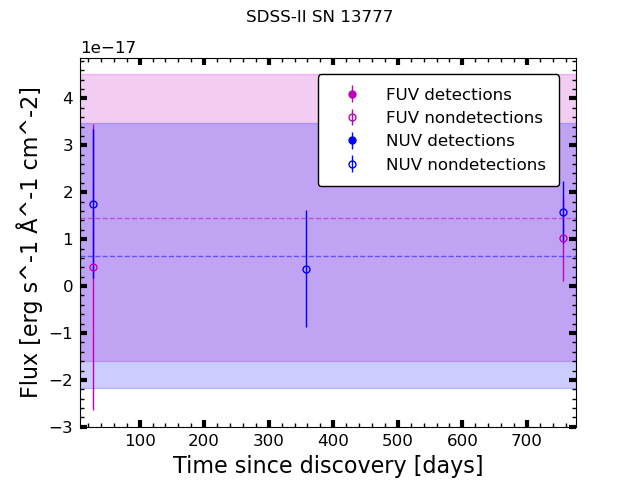 SDSS-II SN 13777
1e−17
FUV detections
FUV nondetections
NUV detections
NUV nondetections
4
3
2
1
0
−1
−2
−3
100 200 300 400 500 600 700
Time since discovery [days]
Flux [erg s^-1 Å^-1 cm^-2]